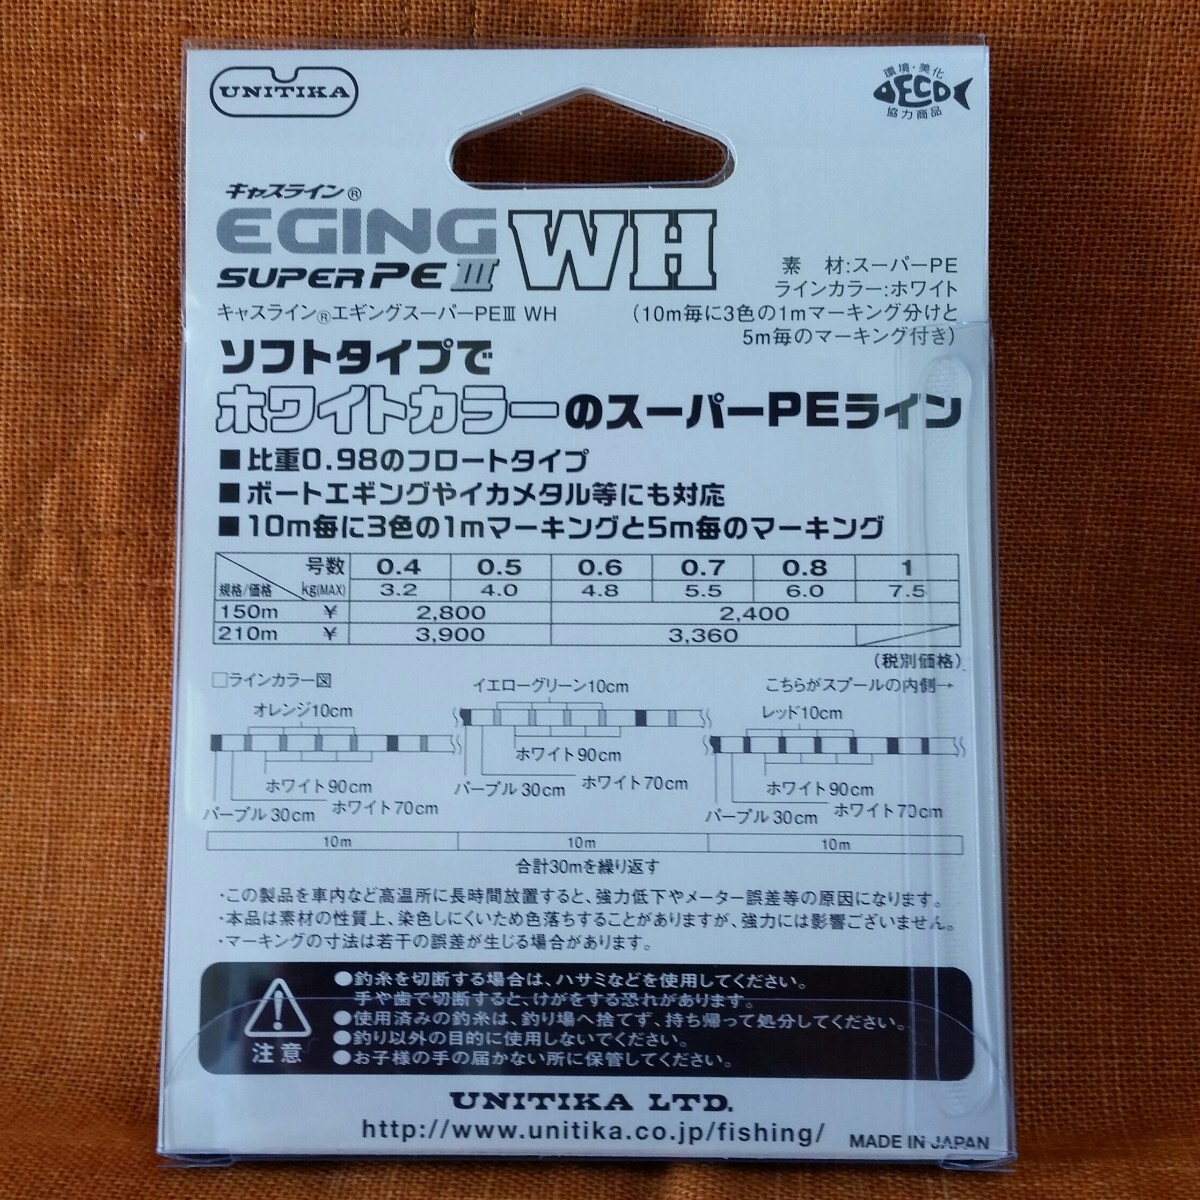 UNITIKA
環境・美化
ECO
協力商品
キャスライン®
EGING WH
SUPER PE III
キャスライン®エギングスーパーPEⅢ WH
素　材:スーパーPE
ラインカラー:ホワイト
(10m毎に3色の1mマーキング分けと
5m毎のマーキング付き)
ソフトタイプで
ホワイトカラーのスーパーPEライン
■比重0.98のフロートタイプ
■ボートエギングやイカメタル等にも対応
■10m毎に3色の1mマーキングと5m毎のマーキング
号数 0.4 0.5 0.6 0.7 0.8 1
規格/価格 kg(MAX) 3.2 4.0 4.8 5.5 6.0 7.5
150m ¥ 2,800 2,400
210m ¥ 3,900 3,360
(税別価格)
□ラインカラー図
イエローグリーン10cm
こちらがスプールの内側→
オレンジ10cm
レッド10cm
ホワイト90cm
ホワイト90cm
ホワイト90cm
パープル30cm
ホワイト70cm
パープル30cm
ホワイト70cm
パープル30cm
ホワイト70cm
10m 10m 10m
合計30mを繰り返す
・この製品を車内など高温所に長時間放置すると、強力低下やメーター誤差等の原因になります。
・本品は素材の性質上、染色しにくいため色落ちすることがありますが、強力には影響ございません。
・マーキングの寸法は若干の誤差が生じる場合があります。
注意
●釣糸を切断する場合は、ハサミなどを使用してください。
手や歯で切断すると、けがをする恐れがあります。
●使用済みの釣糸は、釣り場へ捨てず、持ち帰って処分してください。
●釣り以外の目的に使用しないでください。
●お子様の手の届かない所に保管してください。
UNITIKA LTD.
http://www.unitika.co.jp/fishing/
MADE IN JAPAN